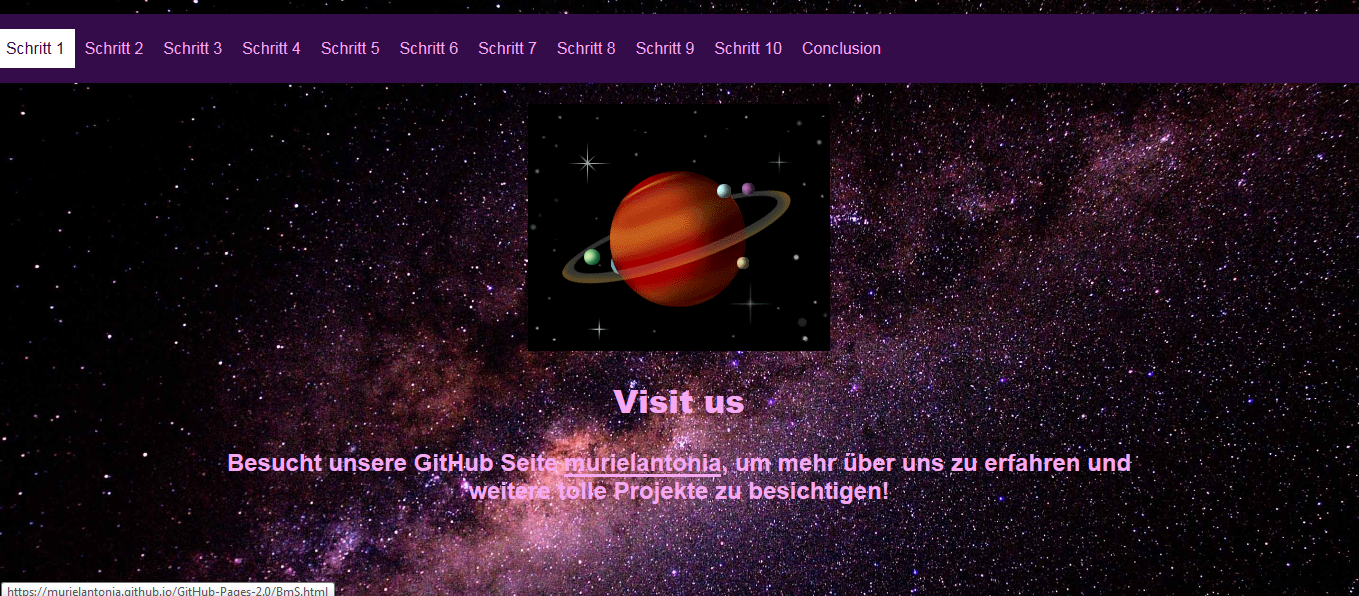 Schritt 1 Schritt 2 Schritt 3 Schritt 4 Schritt 5 Schritt 6 Schritt 7 Schritt 8 Schritt 9 Schritt 10 Conclusion
Visit us
Besucht unsere GitHub Seite murielantonia, um mehr über uns zu erfahren und
weitere tolle Projekte zu besichtigen!
https://murielantonia.github.io/GitHub-Pages-2.0/BmS.html